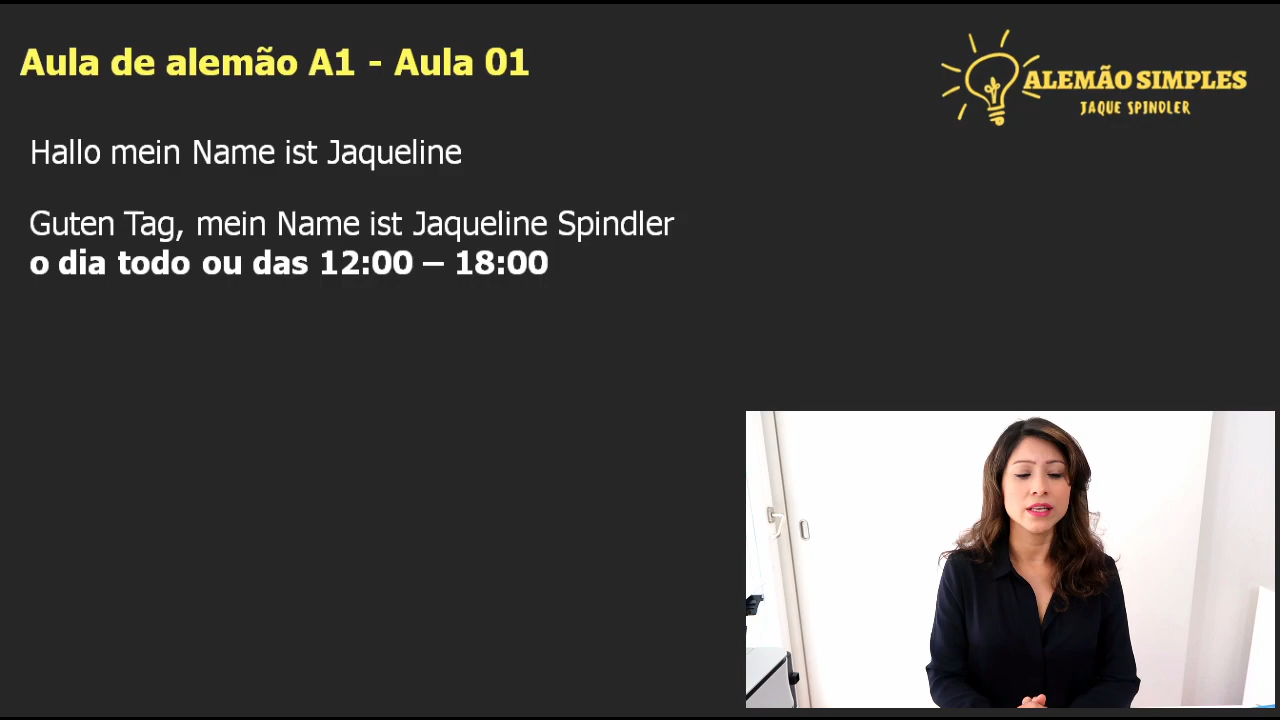 Aula de alemão A1 - Aula 01
ALEMÃO SIMPLES
JAQUE SPINDLER
Hallo mein Name ist Jaqueline
Guten Tag, mein Name ist Jaqueline Spindler
o dia todo ou das 12:00 – 18:00